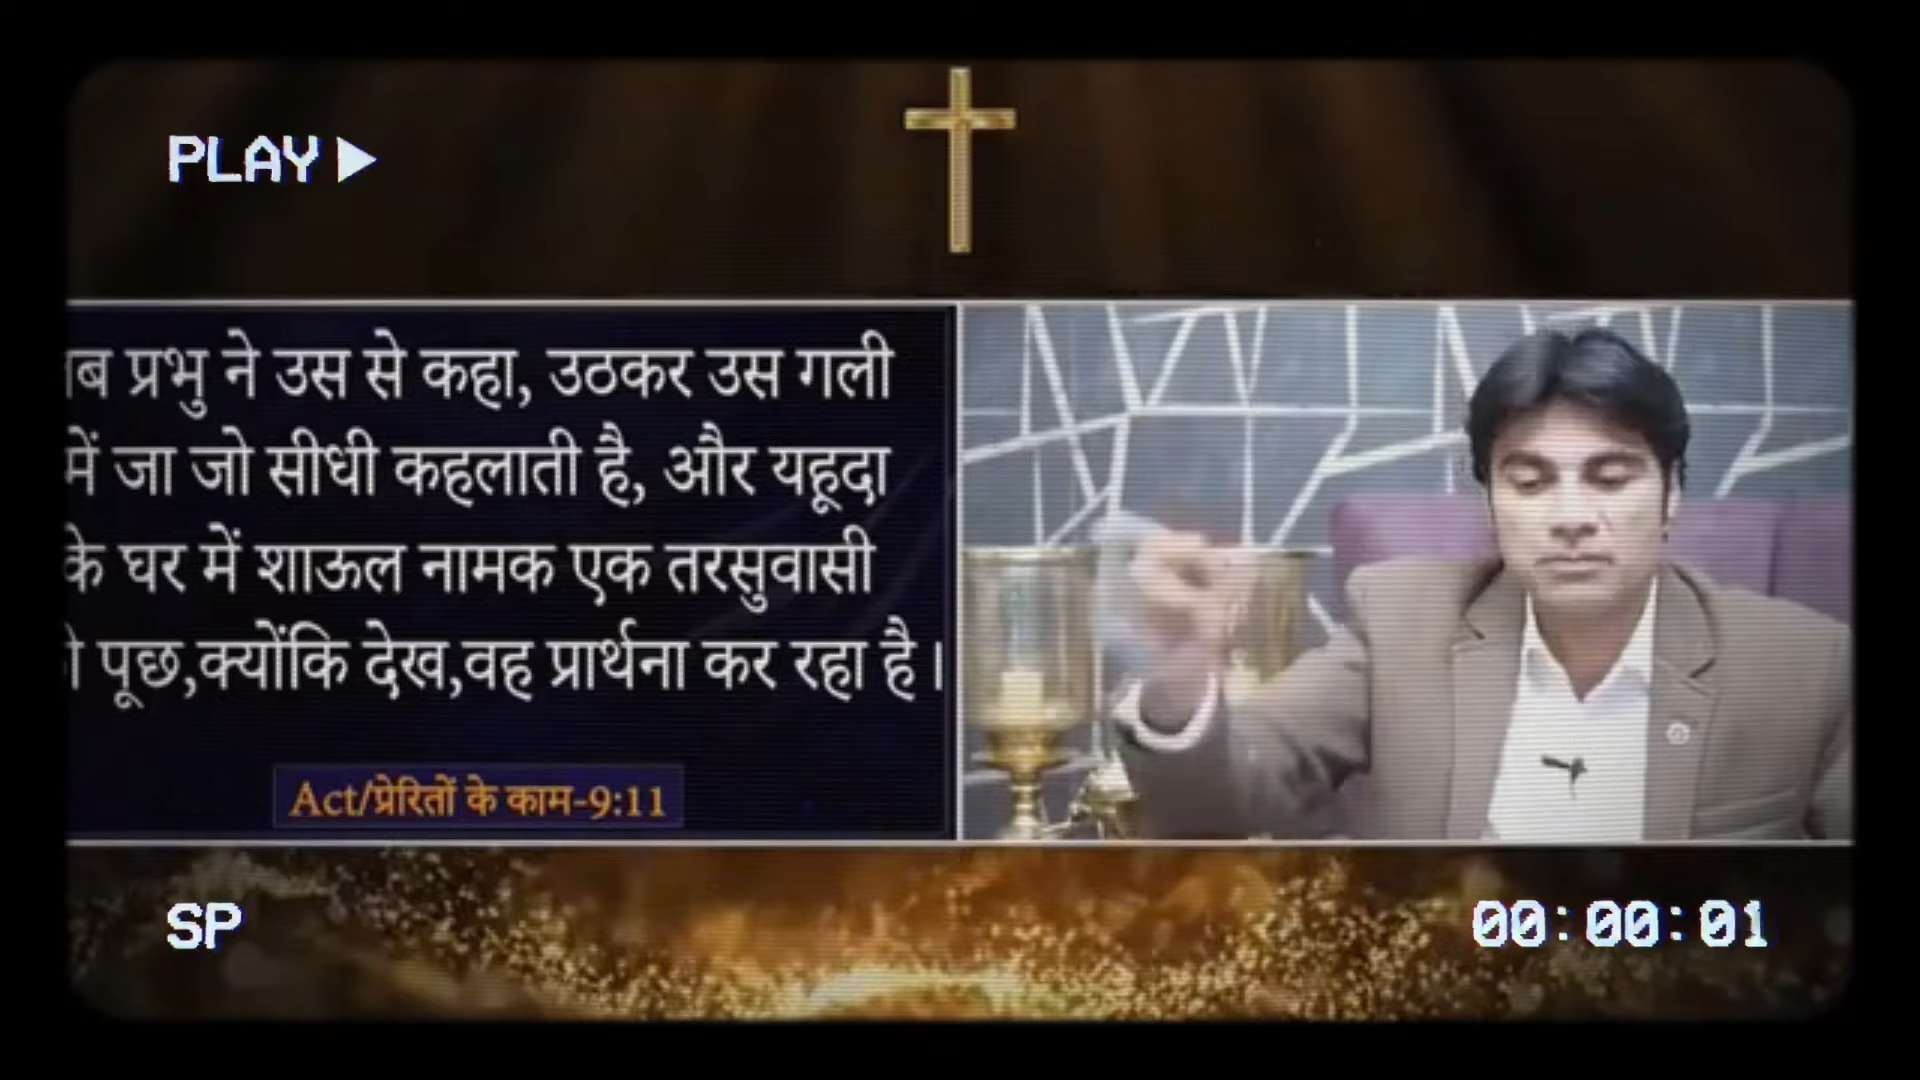 PLAY
प्रभु ने उस से कहा, उठकर उस गली
में जा जो सीधी कहलाती है, और यहूदा
के घर में शाऊल नामक एक तरसुवासी
पूछ,क्योंकि देख,वह प्रार्थना कर रहा है।
Act/प्रेरितों के काम-9:11
SP
00:00:01